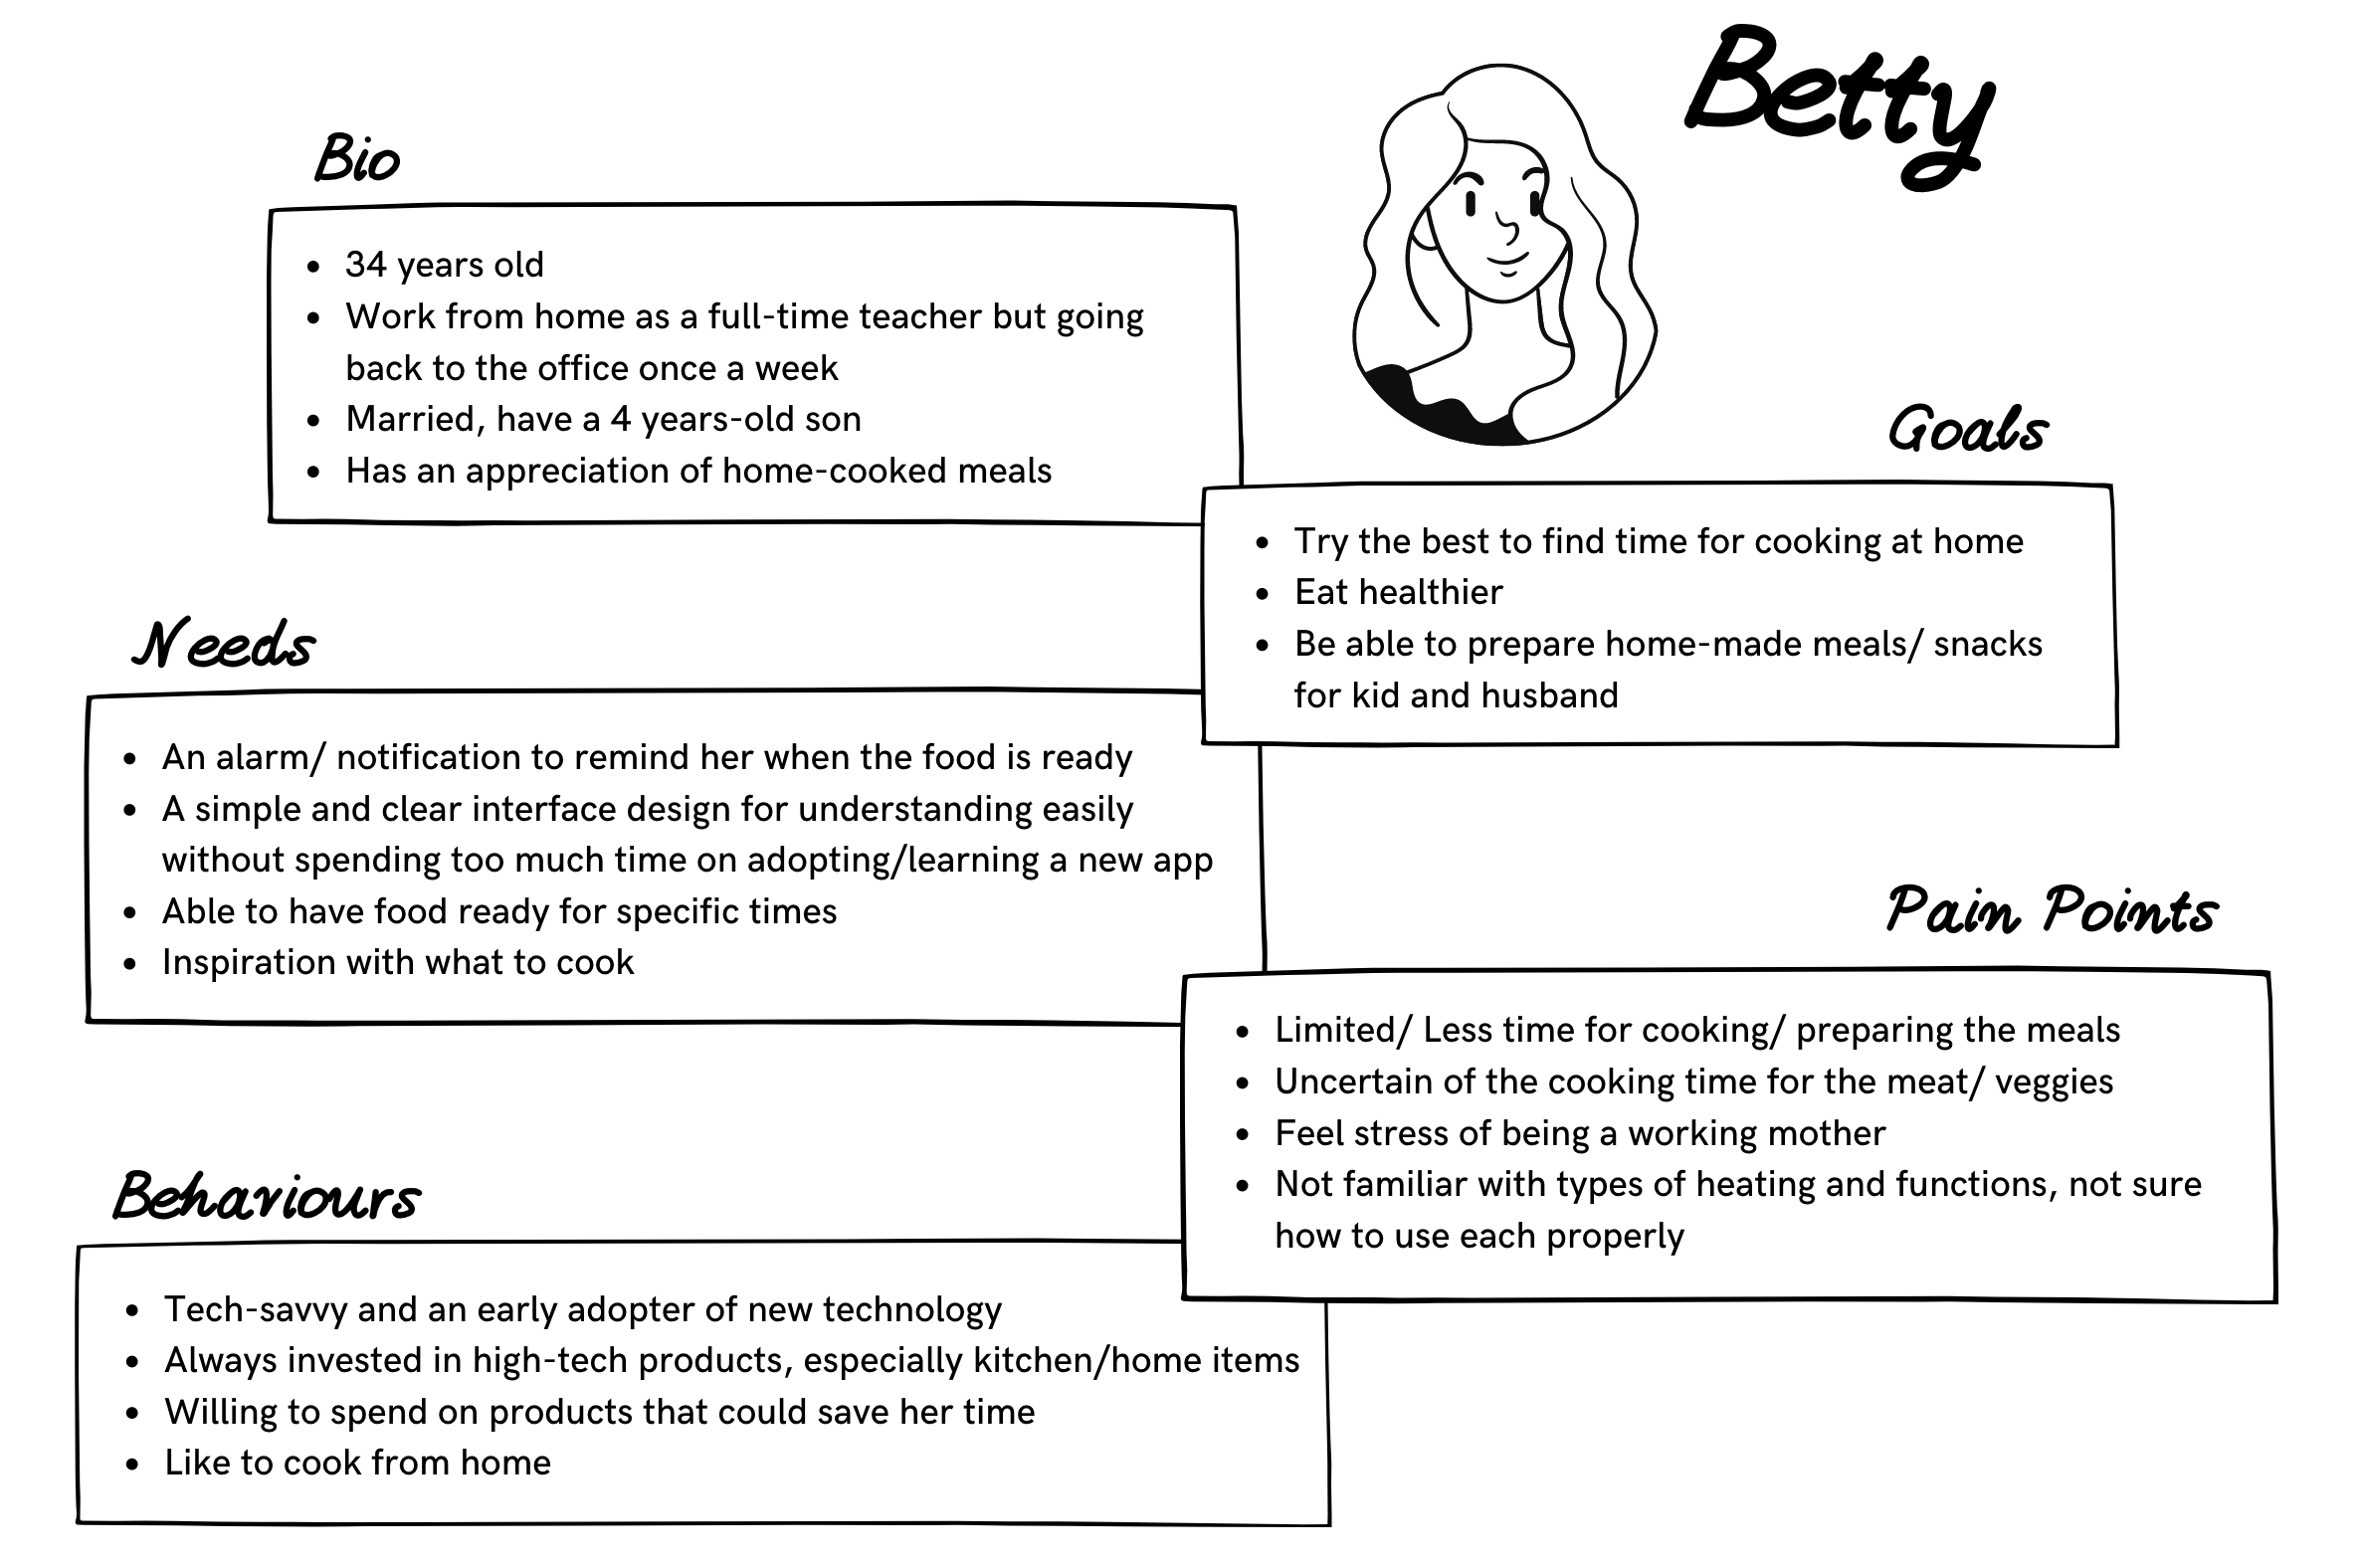 Betty
Bio
• 34 years old
• Work from home as a full-time teacher but going
back to the office once a week
• Married, have a 4 years-old son
• Has an appreciation of home-cooked meals
Goals
• Try the best to find time for cooking at home
• Eat healthier
• Be able to prepare home-made meals/ snacks
for kid and husband
Needs
• An alarm/ notification to remind her when the food is ready
• A simple and clear interface design for understanding easily
without spending too much time on adopting/learning a new app
• Able to have food ready for specific times
• Inspiration with what to cook
Pain Points
• Limited/ Less time for cooking/ preparing the meals
• Uncertain of the cooking time for the meat/ veggies
• Feel stress of being a working mother
• Not familiar with types of heating and functions, not sure
how to use each properly
Behaviours
• Tech-savvy and an early adopter of new technology
• Always invested in high-tech products, especially kitchen/home items
• Willing to spend on products that could save her time
• Like to cook from home